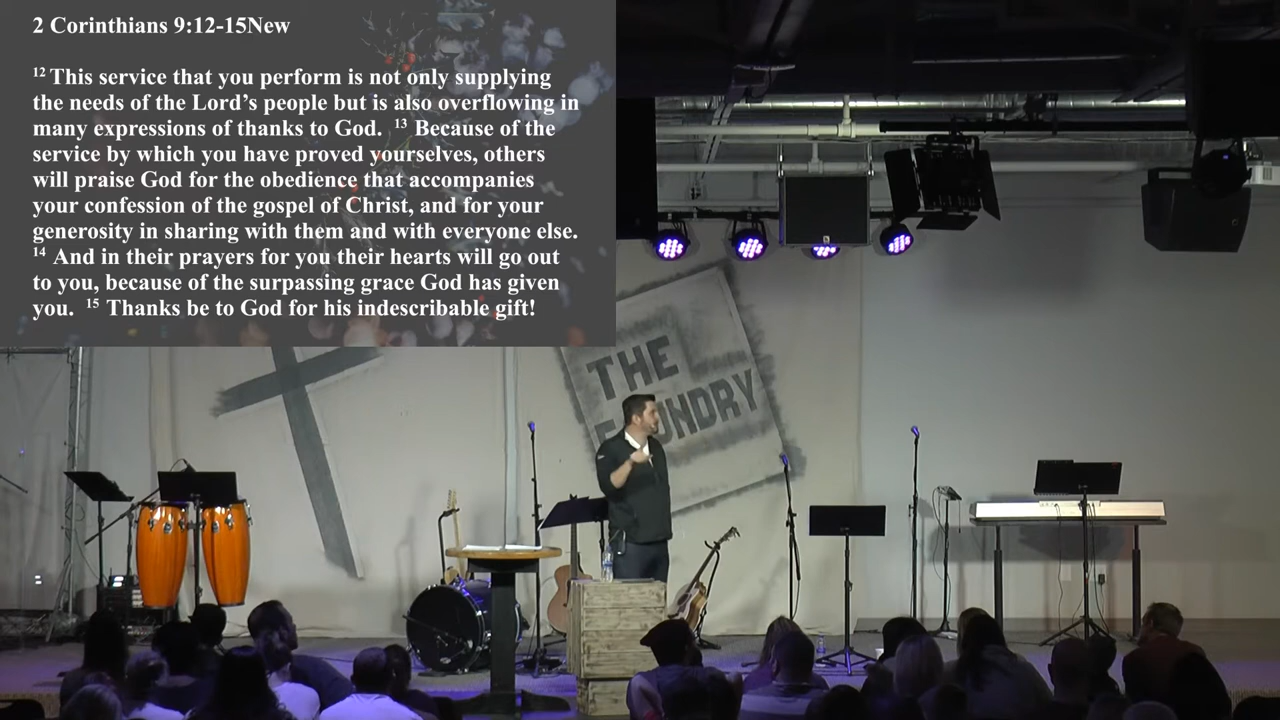 2 Corinthians 9:12-15New
12 This service that you perform is not only supplying
the needs of the Lord’s people but is also overflowing in
many expressions of thanks to God. 13 Because of the
service by which you have proved yourselves, others
will praise God for the obedience that accompanies
your confession of the gospel of Christ, and for your
generosity in sharing with them and with everyone else.
14 And in their prayers for you their hearts will go out
to you, because of the surpassing grace God has given
you. 15 Thanks be to God for his indescribable gift!
THE
FOUNDRY